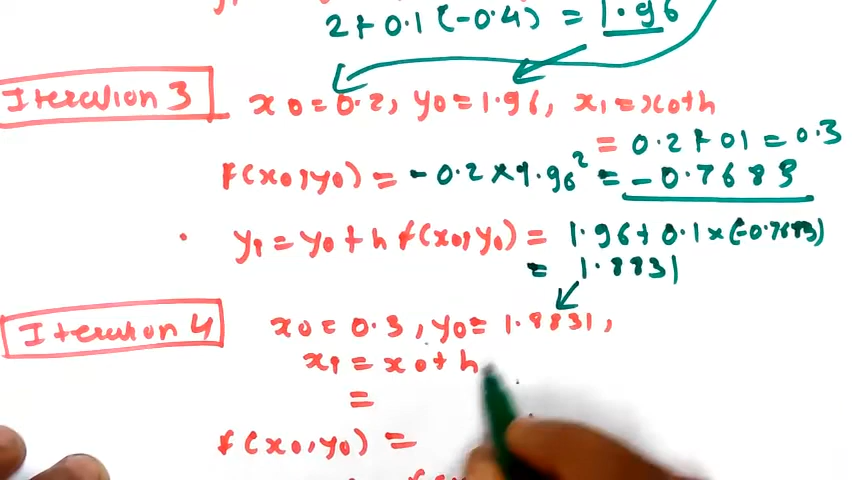 2+0.1(-0.4) = 1.96
Iteration 3 x0=0.2, y0=1.96, x1=x0+h
= 0.2+01=0.3
f(x0,y0) = -0.2×1.96² = -0.7683
y1=y0+h f(x0,y0) = 1.96+0.1×(-0.7683)
= 1.8831
Iteration 4 x0=0.3, y0=1.8831,
x1=x0+h
=
f(x0,y0) =